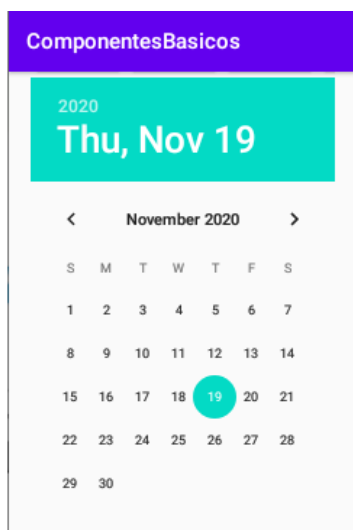 ComponentesBasicos
2020
Thu, Nov 19
November 2020
S M T W T F S
1 2 3 4 5 6 7
8 9 10 11 12 13 14
15 16 17 18 19 20 21
22 23 24 25 26 27 28
29 30